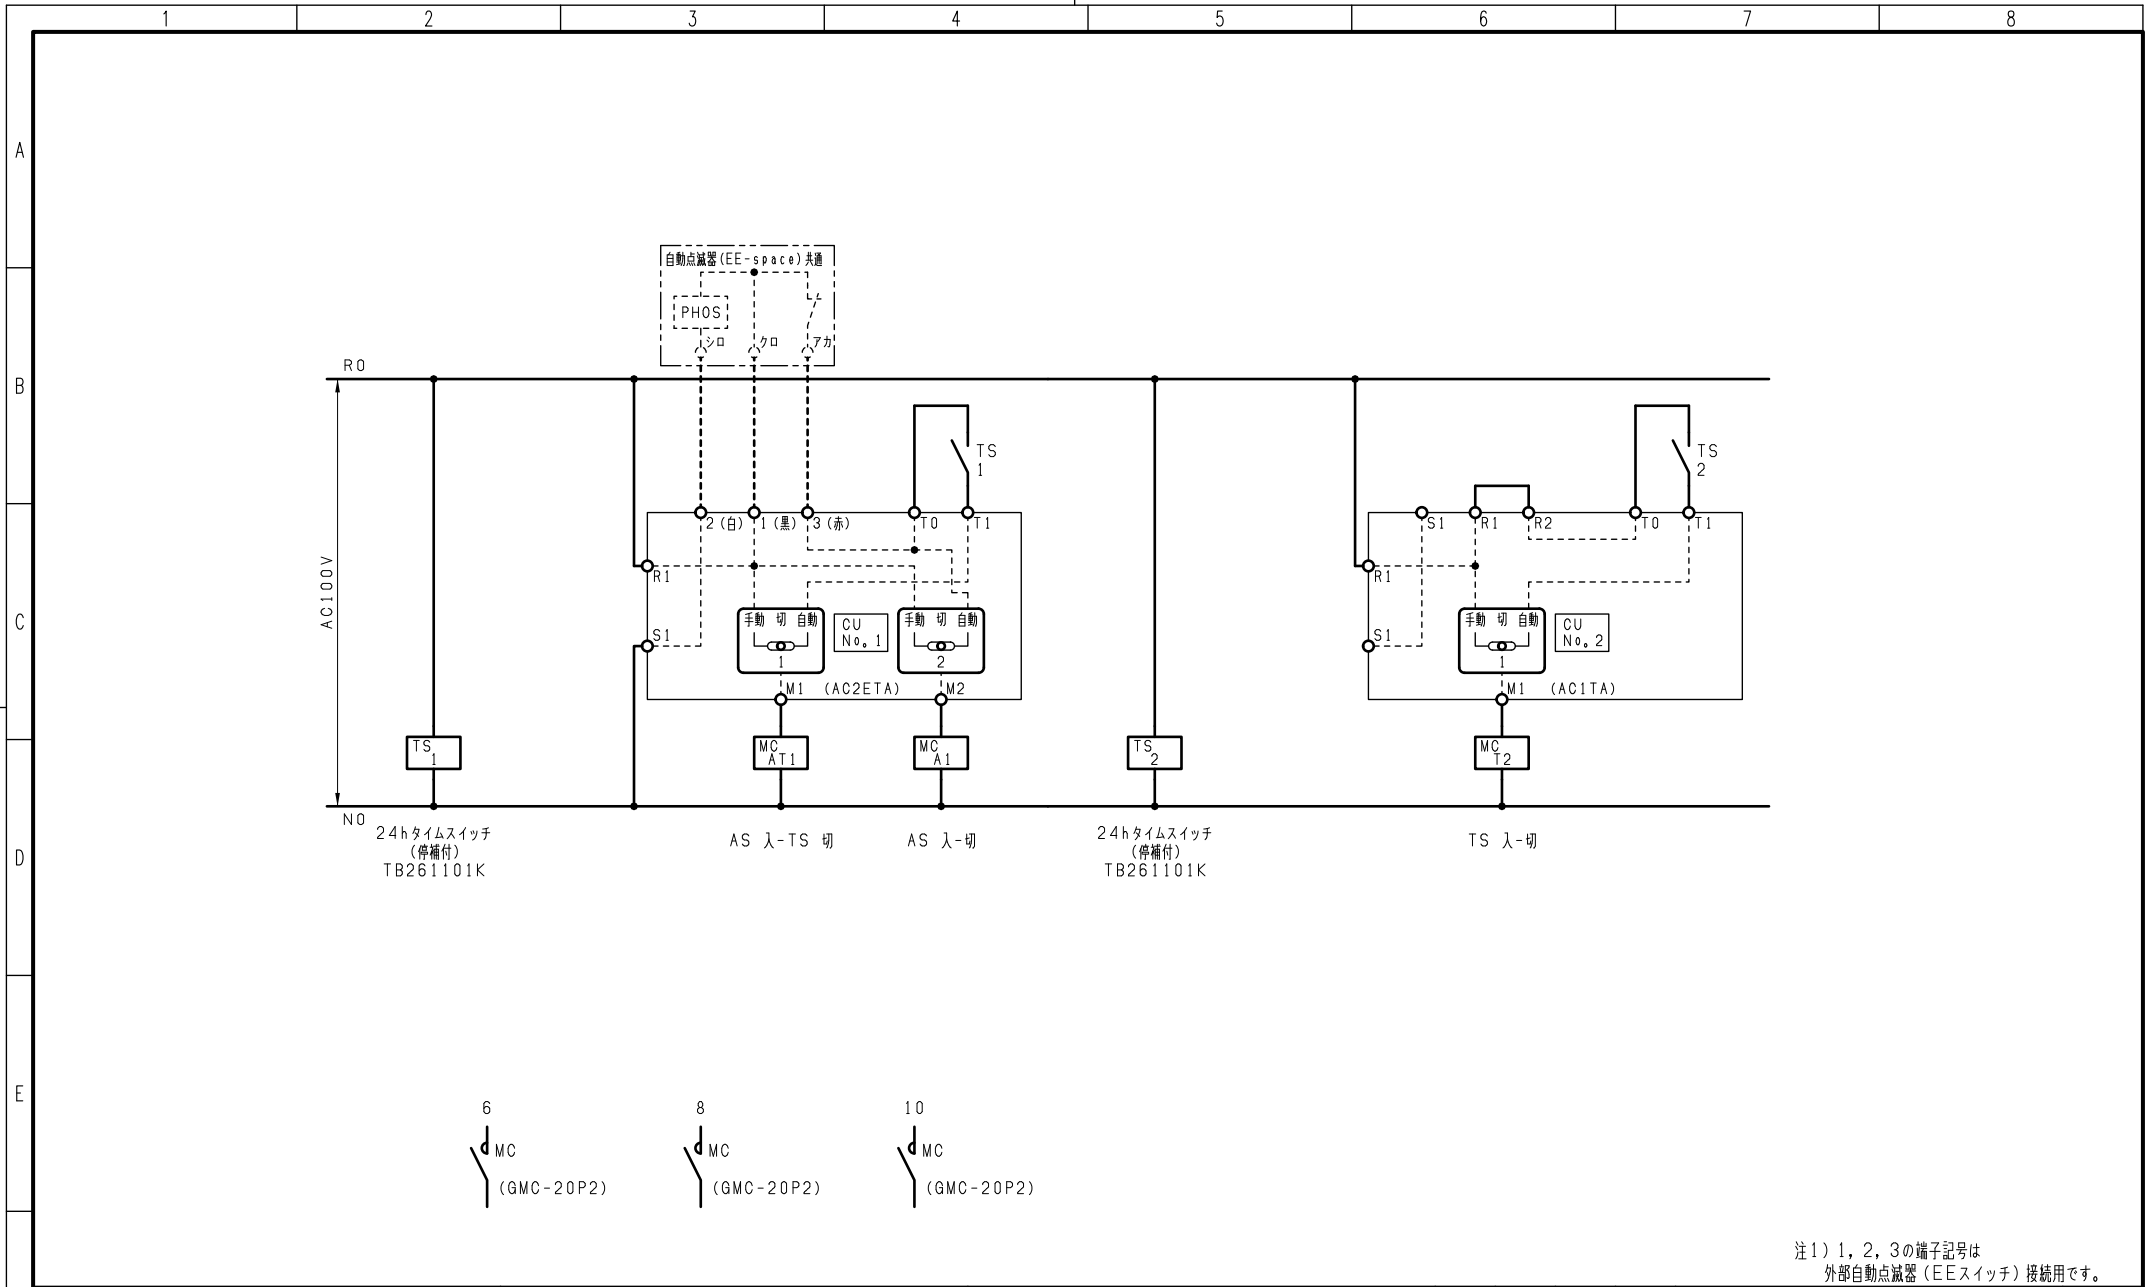 1 2 3 4 5 6 7 8
A
B
C
D
E
自動点滅器(EE-space)共通
PHOS
シロ クロ アカ
R0
AC100V
N0
TS
1
TS
2
2(白) 1(黒) 3(赤) T0 T1
R1
S1
手動 切 自動
1
CU
No. 1
手動 切 自動
2
M1 (AC2ETA) M2
S1 R1 R2 T0 T1
R1
S1
手動 切 自動
1
CU
No. 2
M1 (AC1TA)
TS
1
MC
AT1
MC
A1
TS
2
MC
T2
24hタイムスイッチ
(停補付)
TB261101K
AS 入-TS 切
AS 入-切
24hタイムスイッチ
(停補付)
TB261101K
TS 入-切
6
MC
(GMC-20P2)
8
MC
(GMC-20P2)
10
MC
(GMC-20P2)
注1) 1, 2, 3の端子記号は
外部自動点滅器(EEスイッチ)接続用です。